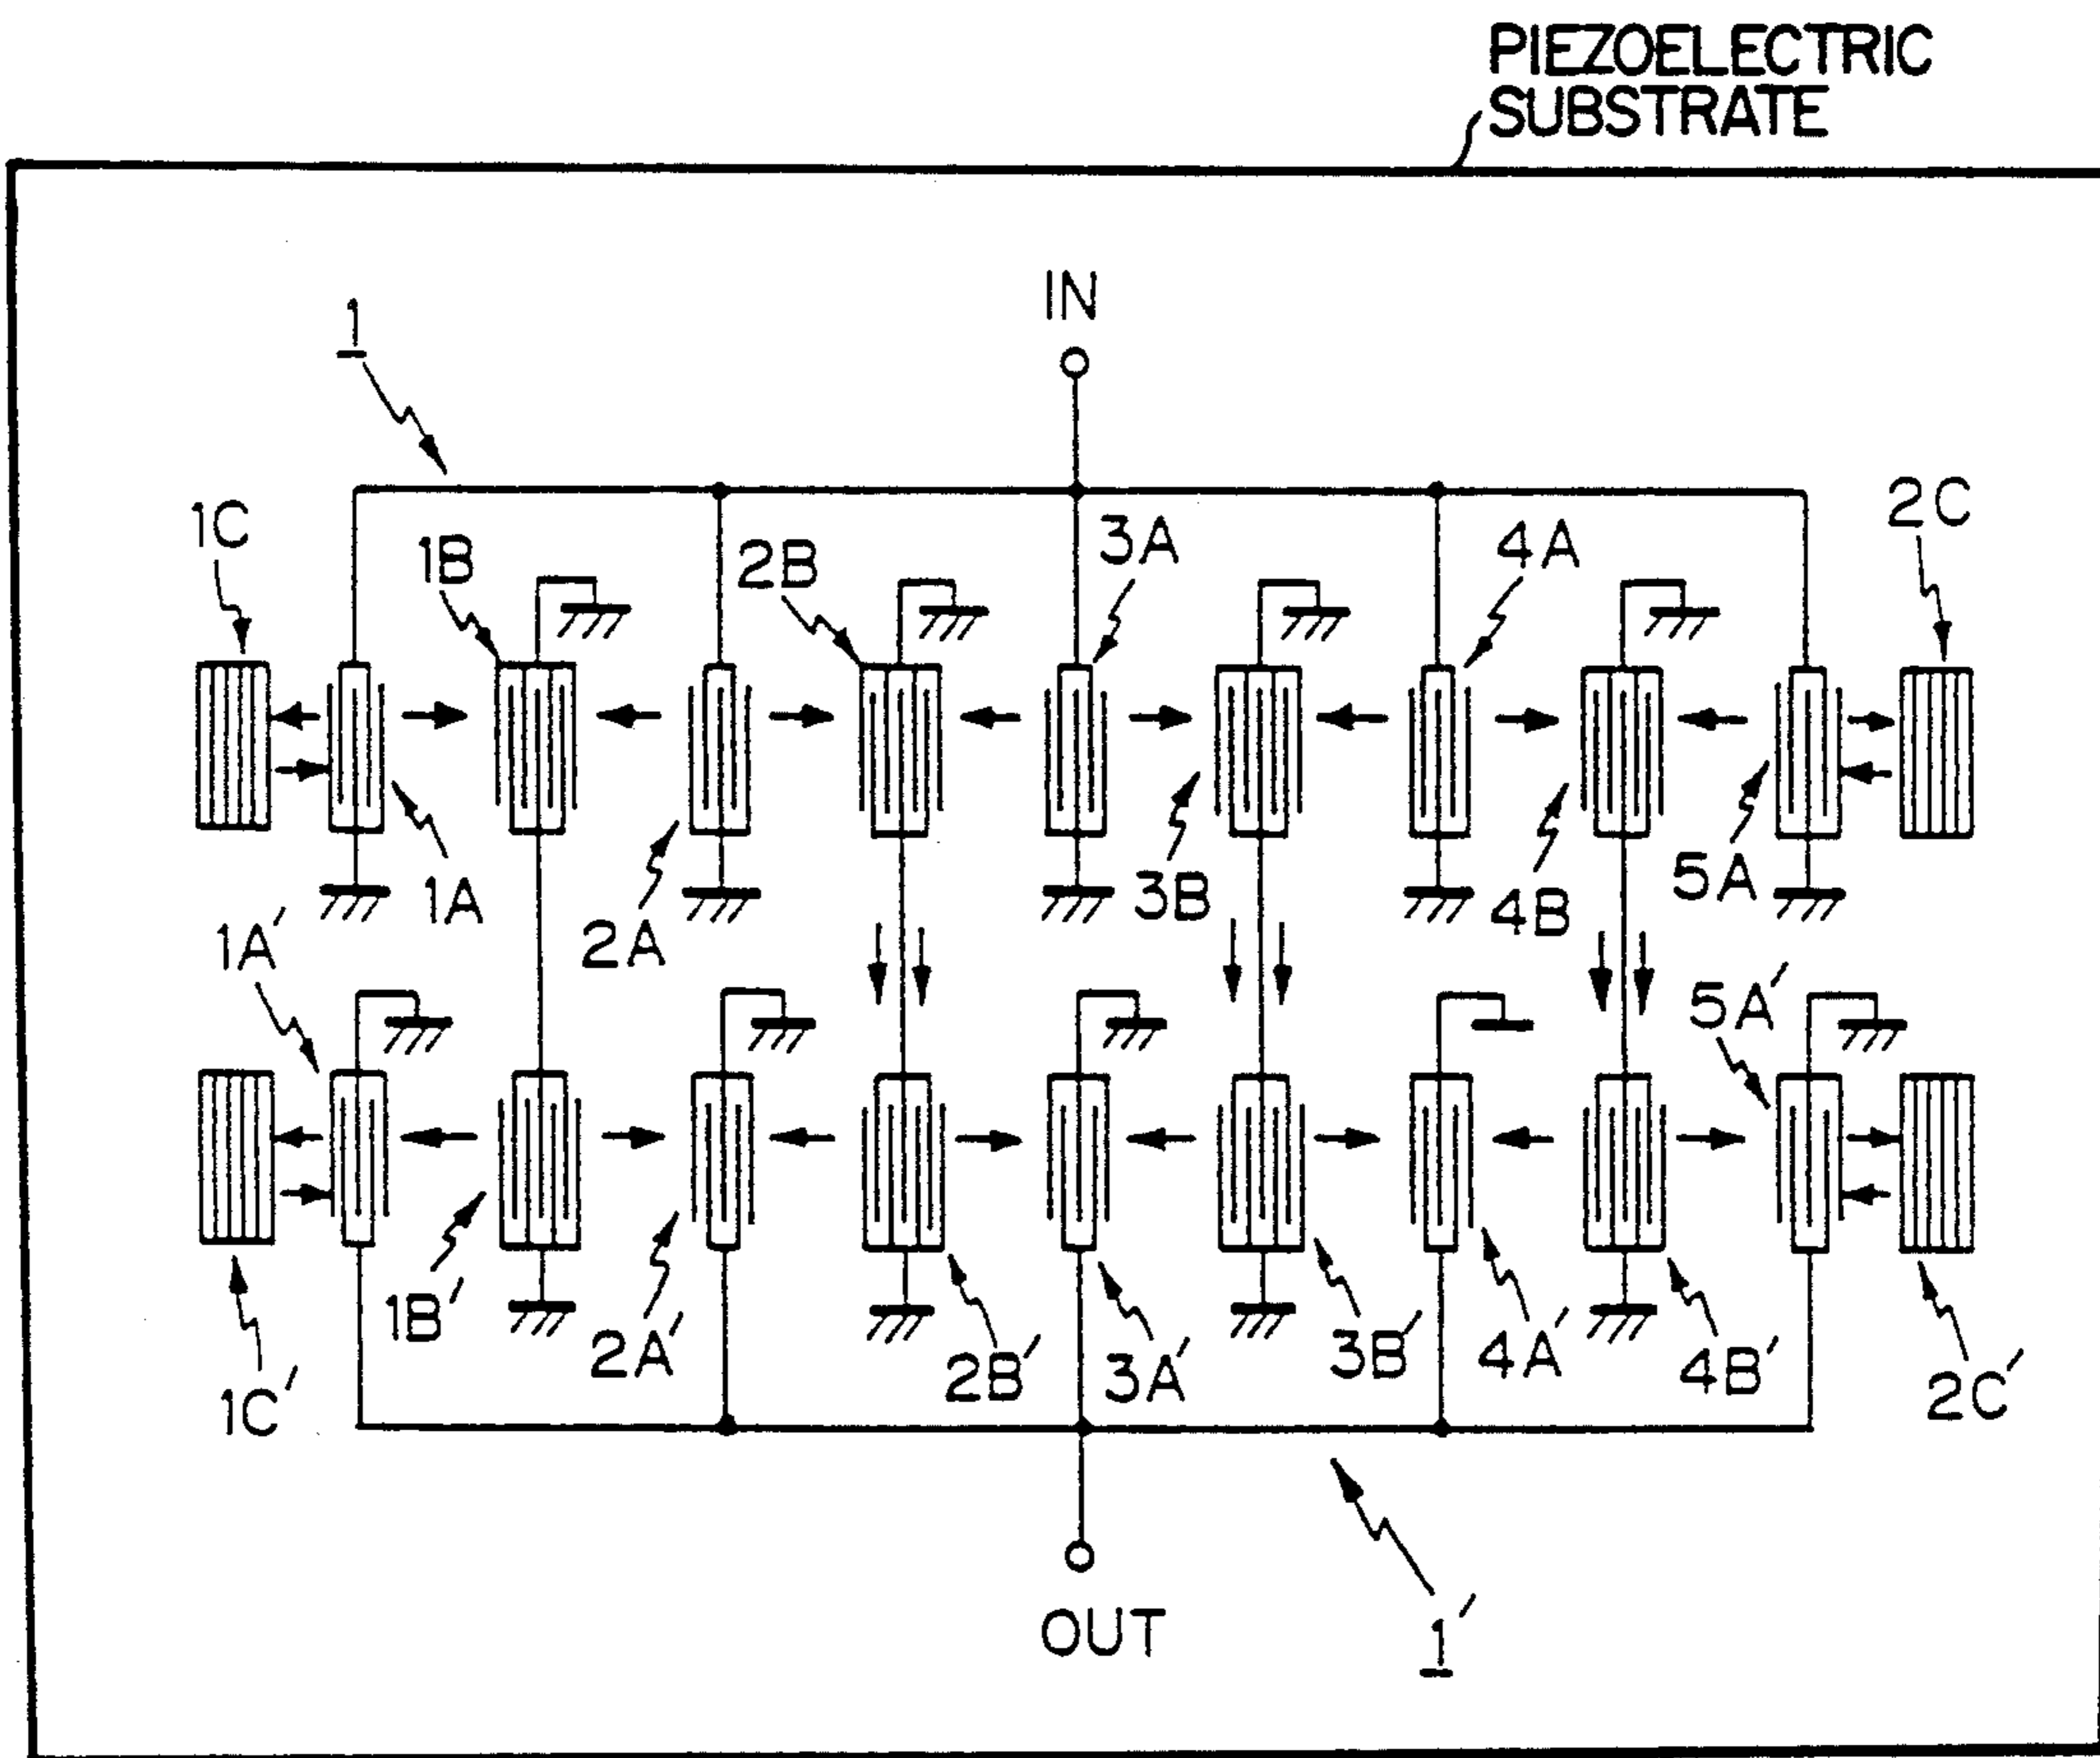 PIEZOELECTRIC
SUBSTRATE
IN
1
1C
1B
2B
3A
4A
2C
1A
2A
3B
4B
5A
1A'
5A'
1B'
2A'
2B'
3A'
3B'
4A'
4B'
1C'
2C'
OUT
1'